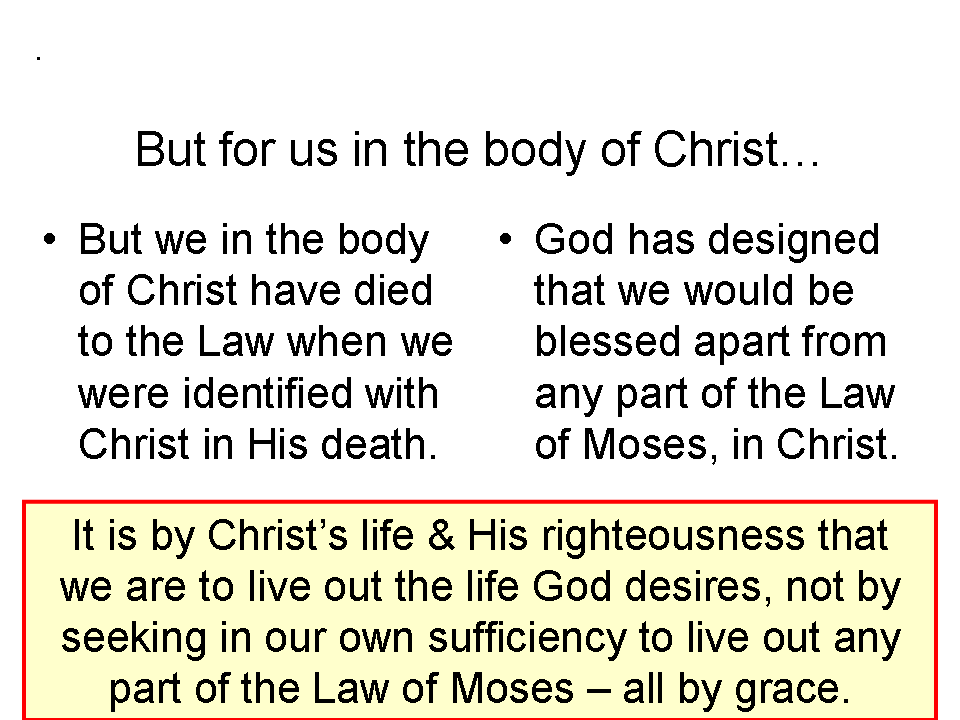 .
But for us in the body of Christ…
• But we in the body
of Christ have died
to the Law when we
were identified with
Christ in His death.
• God has designed
that we would be
blessed apart from
any part of the Law
of Moses, in Christ.
It is by Christ’s life & His righteousness that
we are to live out the life God desires, not by
seeking in our own sufficiency to live out any
part of the Law of Moses – all by grace.